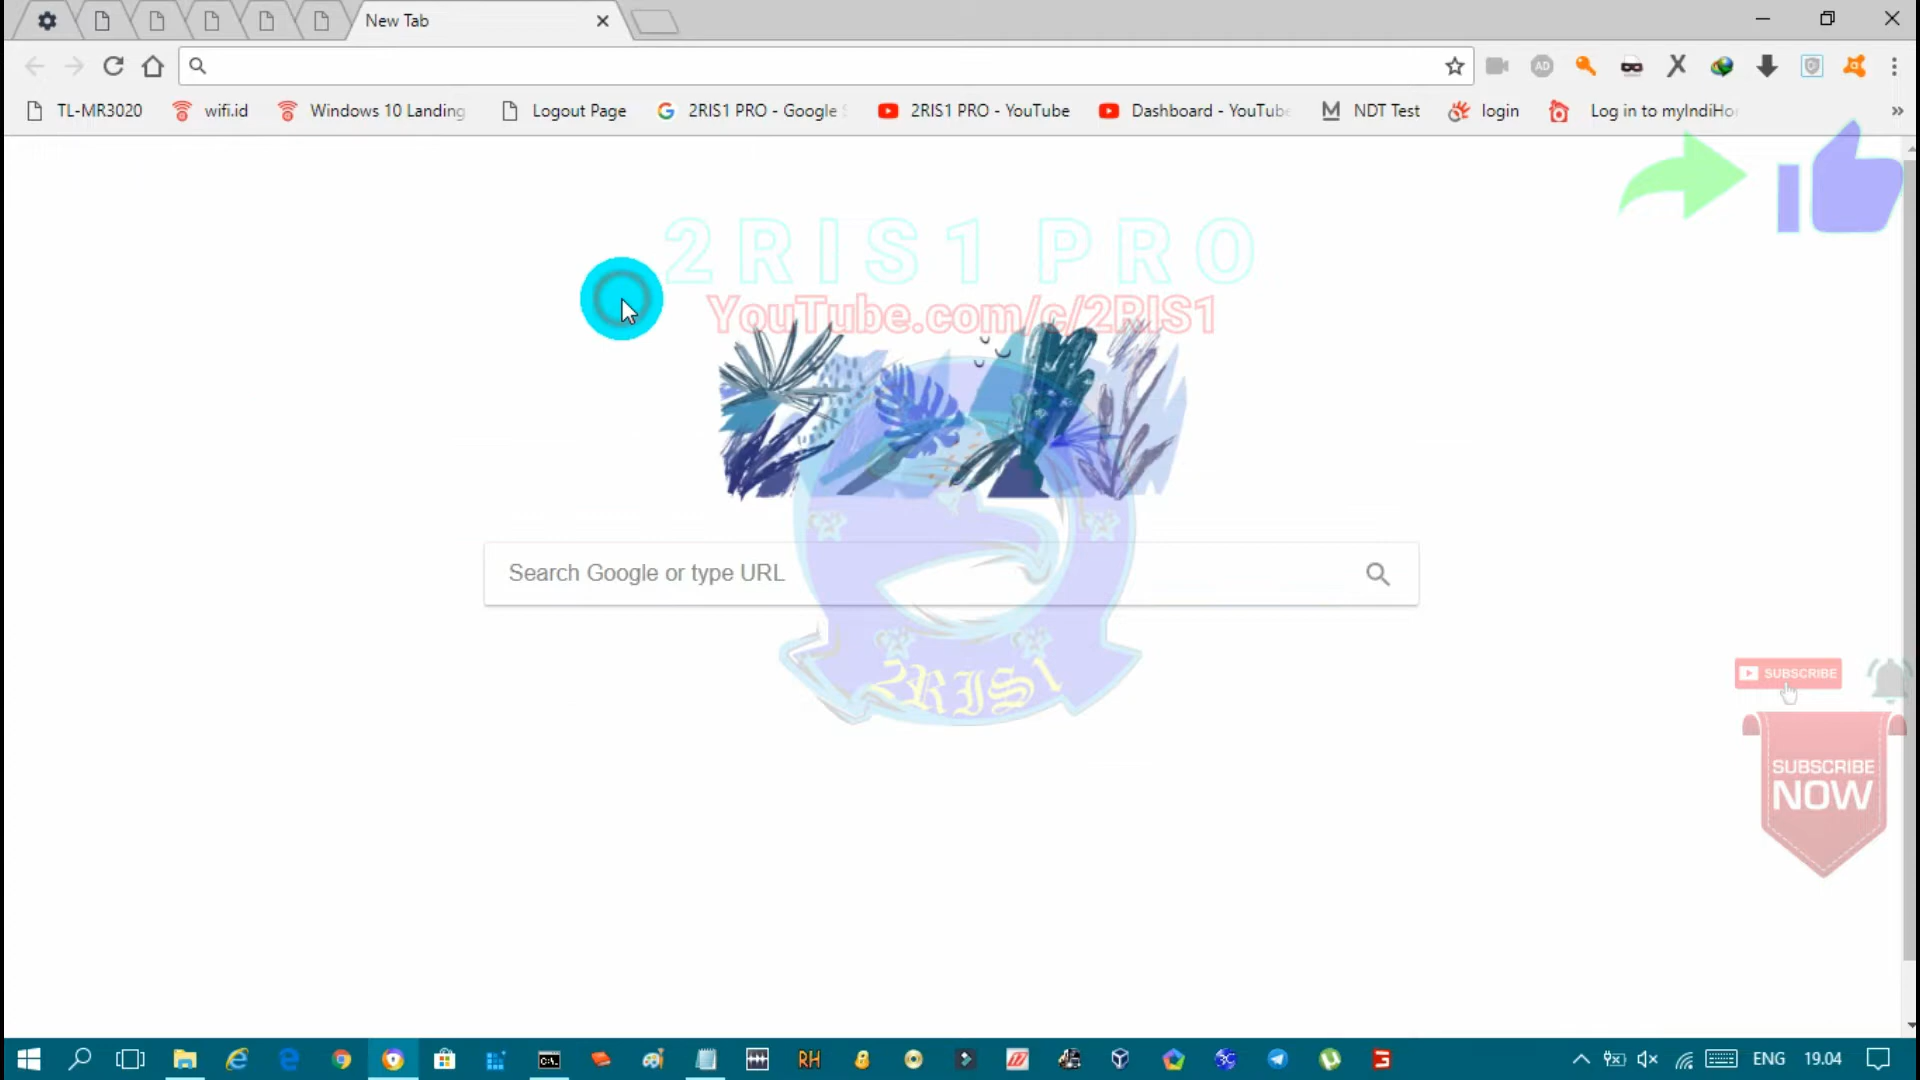 New Tab
TL-MR3020
wifi.id
Windows 10 Landing
Logout Page
2RIS1 PRO - Google
2RIS1 PRO - YouTube
Dashboard - YouTube
NDT Test
login
Log in to myIndiHo
»
2RIS1 PRO
YouTube.com/c/2RIS1
Search Google or type URL
2RIS1
SUBSCRIBE
SUBSCRIBE
NOW
C:\.
RH
3C
ENG
19.04